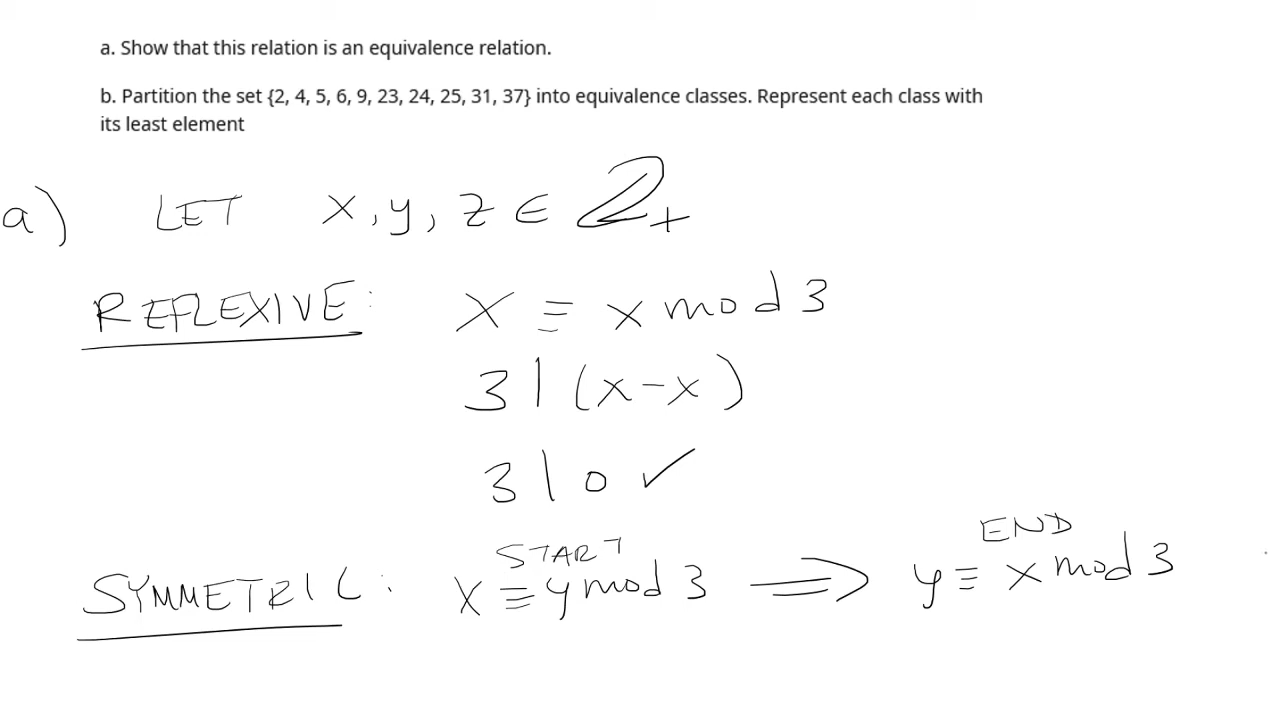 a. Show that this relation is an equivalence relation.
b. Partition the set {2, 4, 5, 6, 9, 23, 24, 25, 31, 37} into equivalence classes. Represent each class with
its least element
a) LET x, y, z ∈ ℤ+
REFLEXIVE: x ≡ x mod 3
3 | (x - x)
3 | 0 ✓
START END
SYMMETRIC: x ≡ y mod 3 ⟹ y ≡ x mod 3